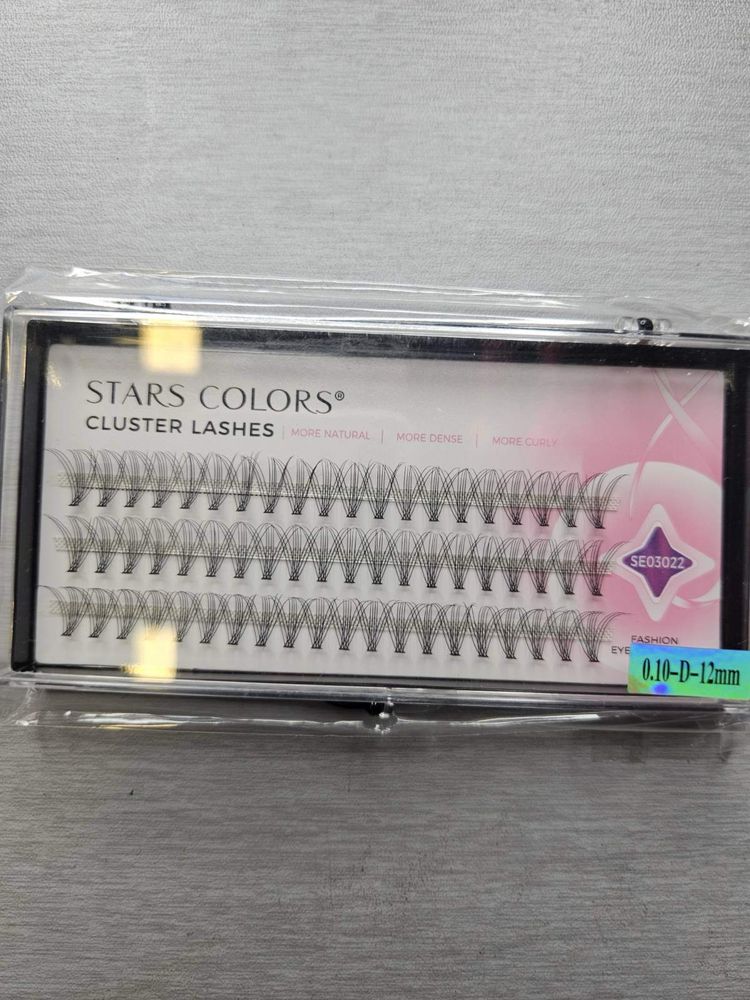 STARS COLORS®
CLUSTER LASHES | MORE NATURAL | MORE DENSE | MORE CURLY
SE03022
FASHION
0.10-D-12mm